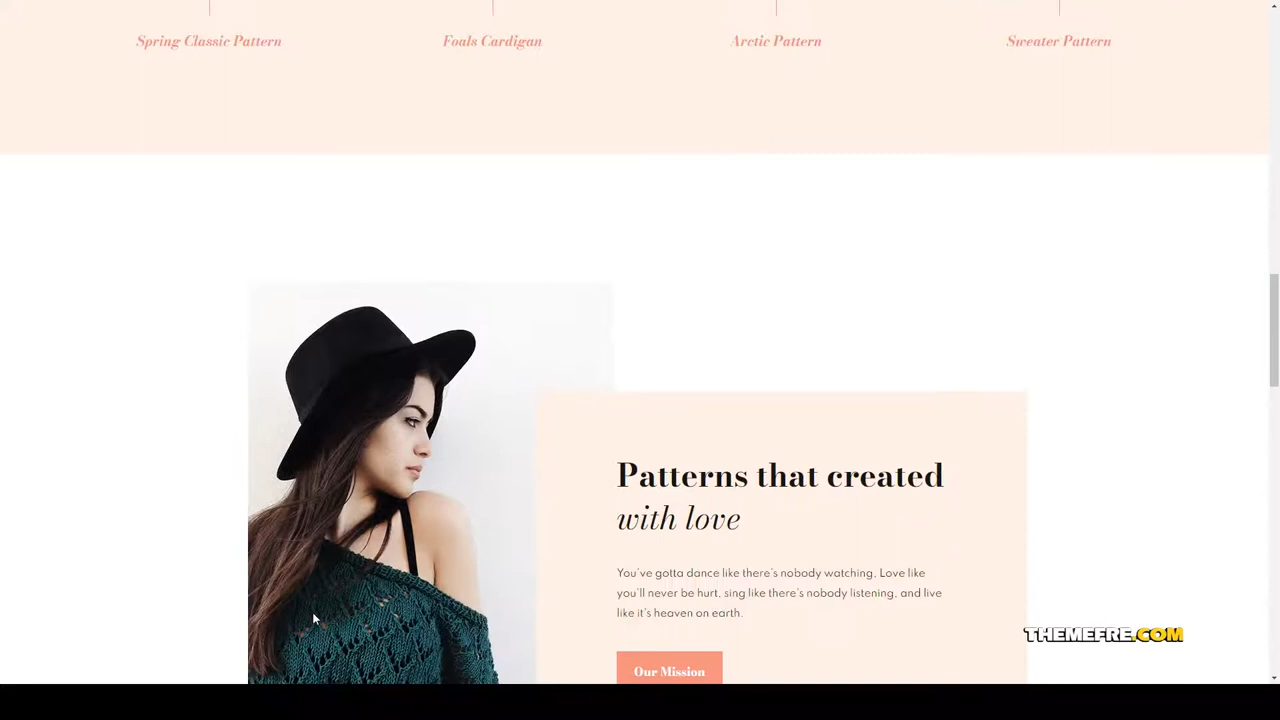 Spring Classic Pattern
Foals Cardigan
Arctic Pattern
Sweater Pattern
Patterns that created
with love
You've gotta dance like there's nobody watching, Love like
you'll never be hurt, sing like there's nobody listening, and live
like it's heaven on earth.
THEMEFRE.COM
Our Mission